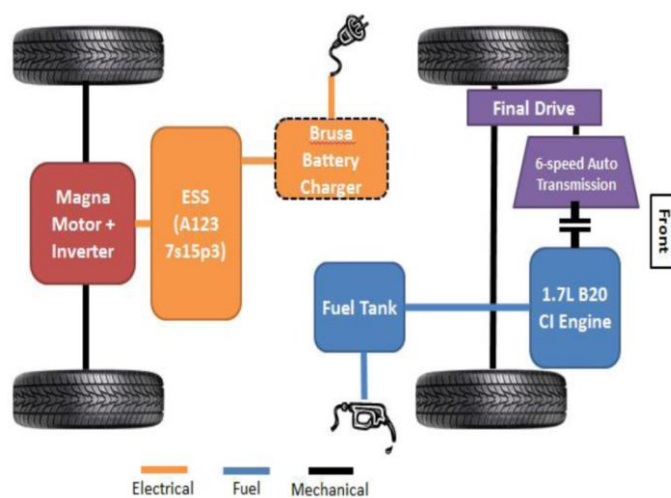 Final Drive
Brusa
Battery
Charger
6-speed Auto
Transmission
Magna
Motor +
Inverter
ESS
(A123
7s15p3)
Front
Fuel Tank
1.7L B20
CI Engine
Electrical
Fuel
Mechanical